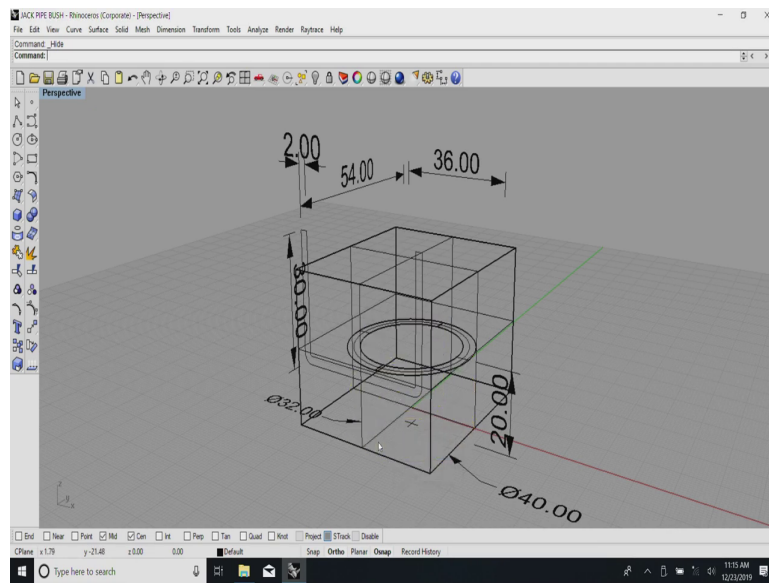 JACK PIPE BUSH - Rhinoceros (Corporate) - [Perspective]
File Edit View Curve Surface Solid Mesh Dimension Transform Tools Analyze Render Raytrace Help
Command: _Hide
Command:
Perspective
2.00
54.00
36.00
30.00
Ø32.00
20.00
Ø40.00
z
y
x
End Near Point Mid Cen Int Perp Tan Quad Knot Project STrack Disable
CPlane x 1.79 y -21.48 z 0.00 0.00 Default Snap Ortho Planar Osnap Record History
Type here to search
11:15 AM
12/23/2019